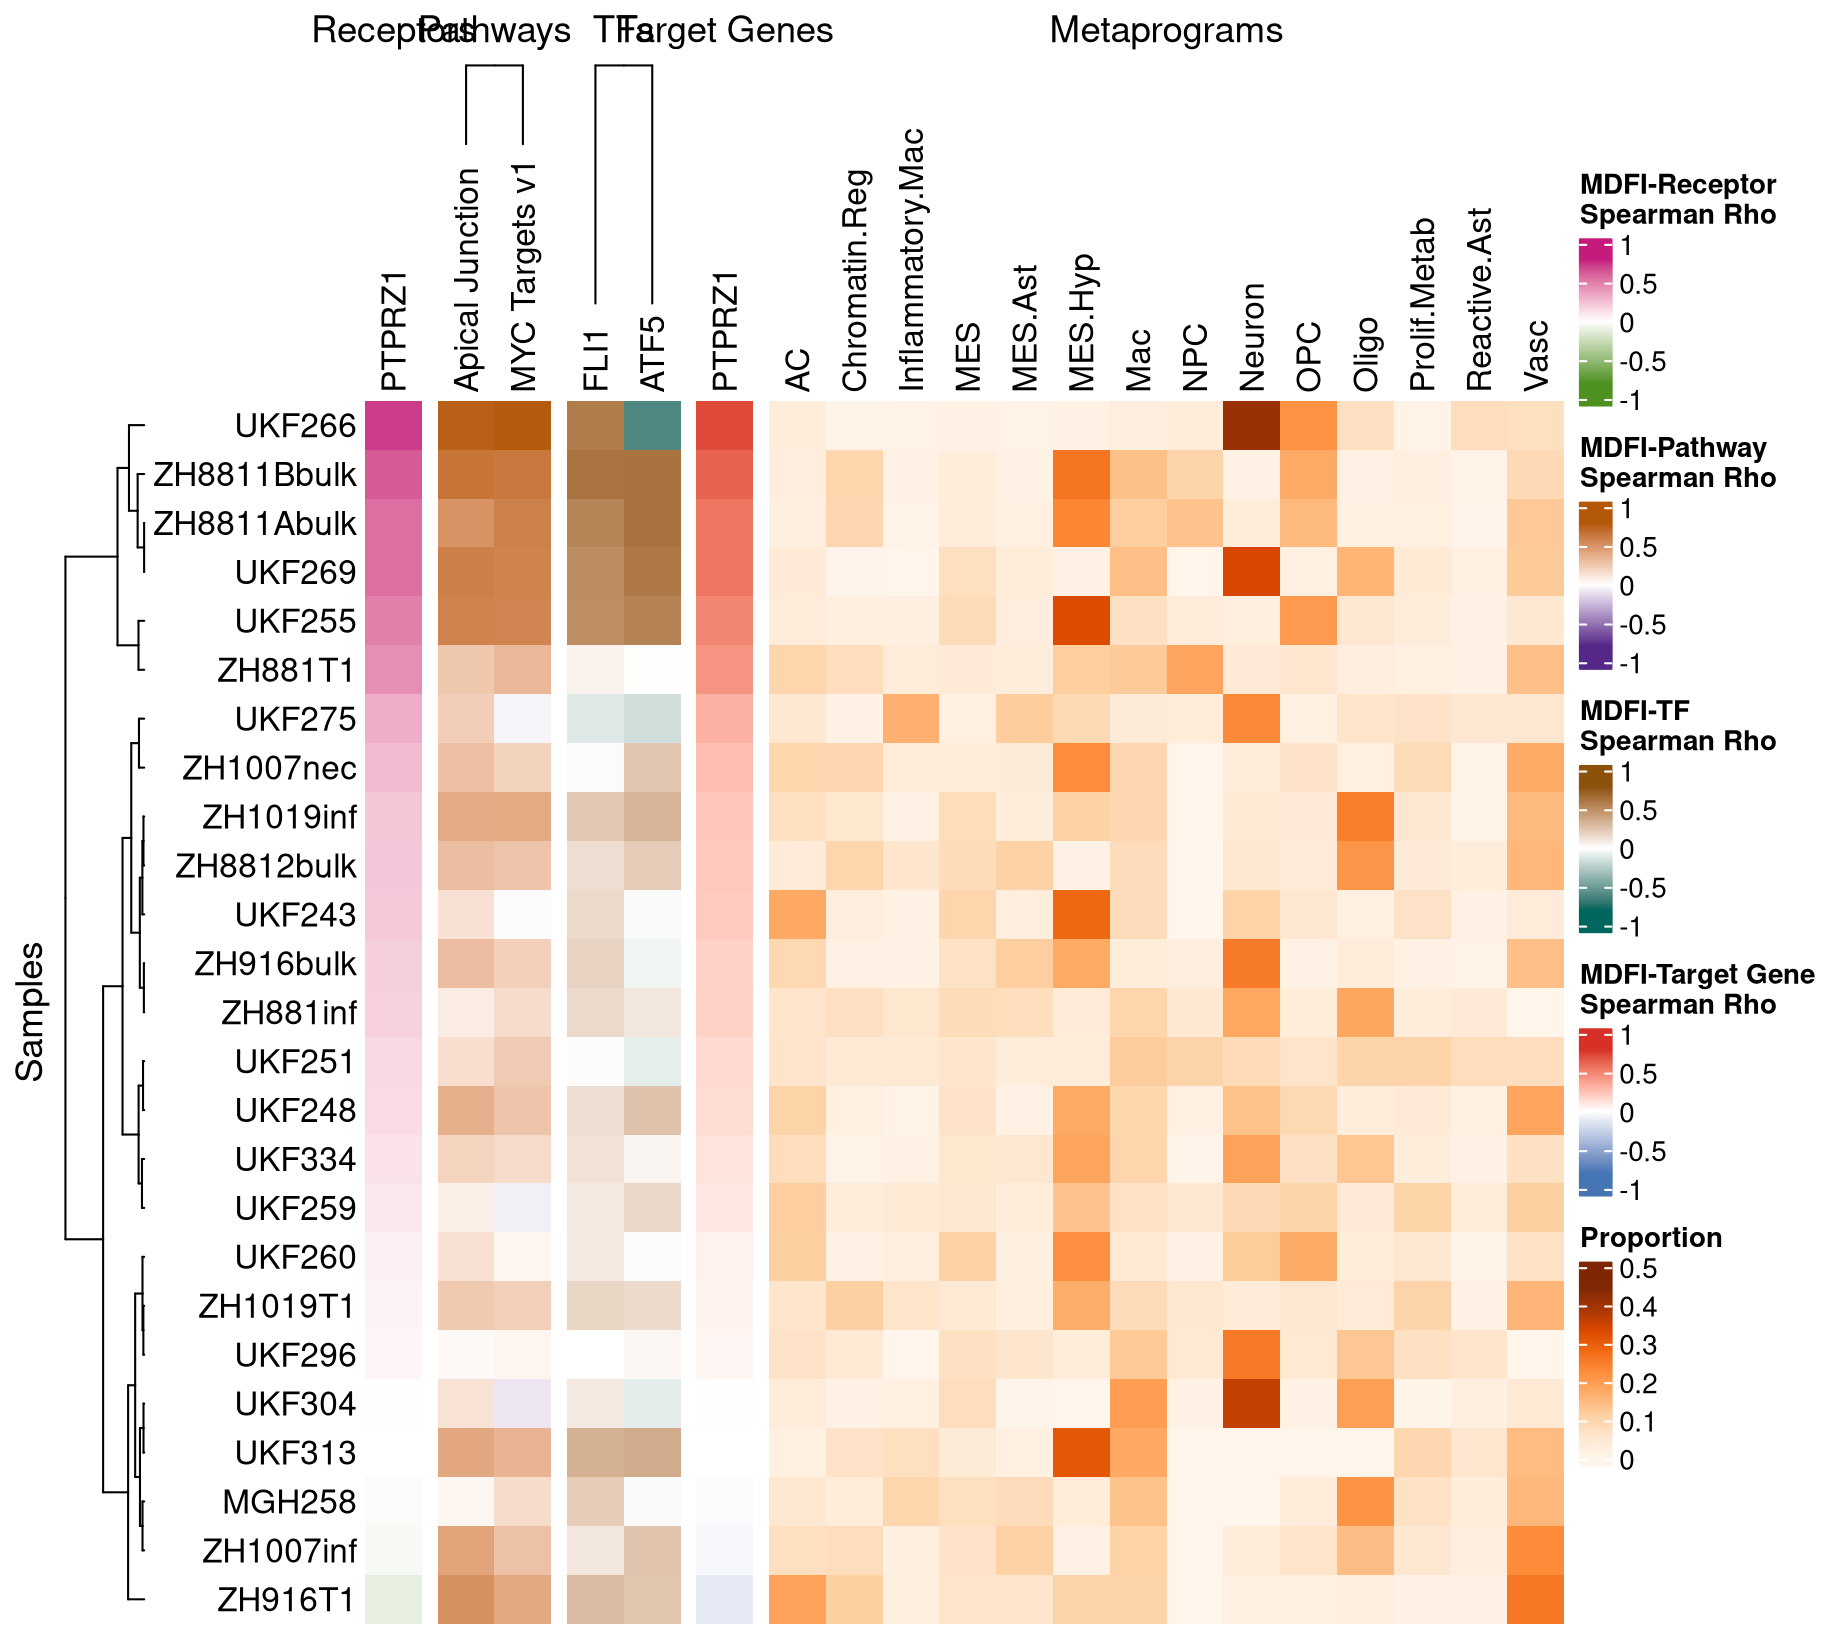 Receptors
Pathways
TFs
Target Genes
Metaprograms
PTPRZ1
Apical Junction
MYC Targets v1
FLI1
ATF5
PTPRZ1
AC
Chromatin.Reg
Inflammatory.Mac
MES
MES.Ast
MES.Hyp
Mac
NPC
Neuron
OPC
Oligo
Prolif.Metab
Reactive.Ast
Vasc
Samples
UKF266
ZH8811Bbulk
ZH8811Abulk
UKF269
UKF255
ZH881T1
UKF275
ZH1007nec
ZH1019inf
ZH8812bulk
UKF243
ZH916bulk
ZH881inf
UKF251
UKF248
UKF334
UKF259
UKF260
ZH1019T1
UKF296
UKF304
UKF313
MGH258
ZH1007inf
ZH916T1
MDFI-Receptor
Spearman Rho
1
0.5
0
-0.5
-1
MDFI-Pathway
Spearman Rho
1
0.5
0
-0.5
-1
MDFI-TF
Spearman Rho
1
0.5
0
-0.5
-1
MDFI-Target Gene
Spearman Rho
1
0.5
0
-0.5
-1
Proportion
0.5
0.4
0.3
0.2
0.1
0